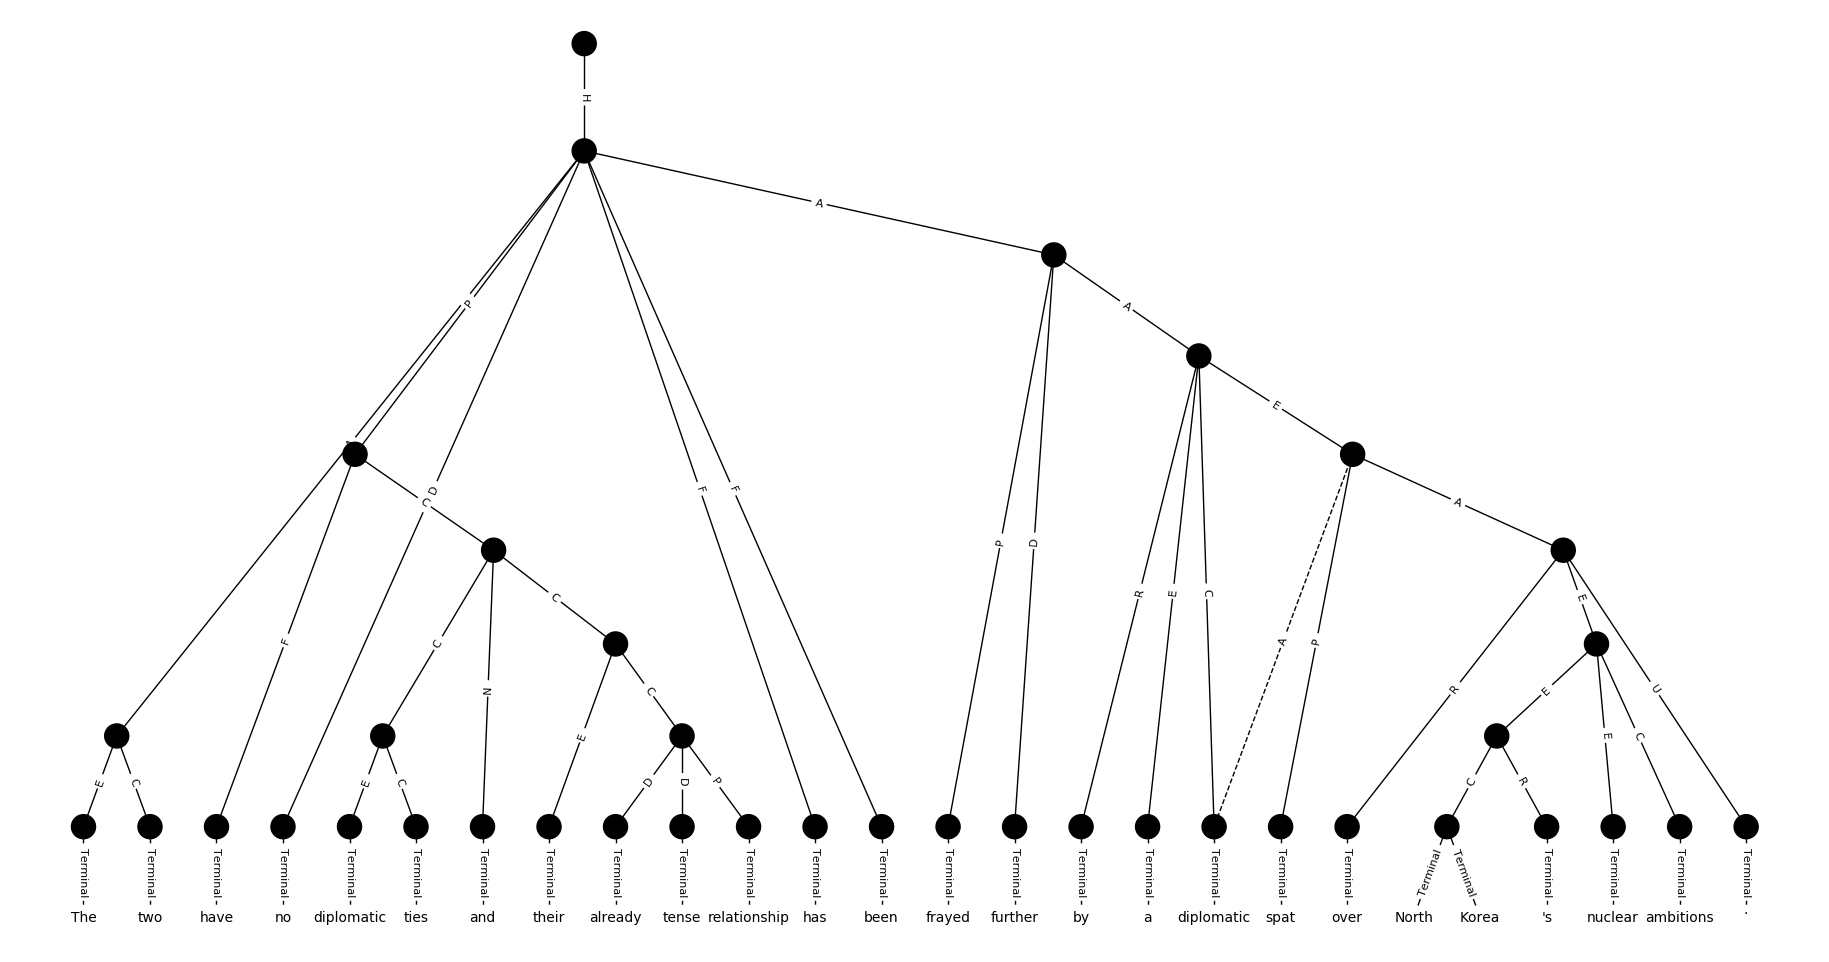 H
A
P
A
E
D
C
F
F
A
P
D
C
R
E
C
E
F
C
A
P
N
C
R
E
U
E
E
C
E
C
E
C
D
D
P
C
R
Terminal Terminal Terminal Terminal Terminal Terminal Terminal Terminal Terminal Terminal Terminal Terminal Terminal Terminal Terminal Terminal Terminal Terminal Terminal Terminal Terminal Terminal Terminal Terminal Terminal Terminal
The two have no diplomatic ties and their already tense relationship has been frayed further by a diplomatic spat over North Korea 's nuclear ambitions .